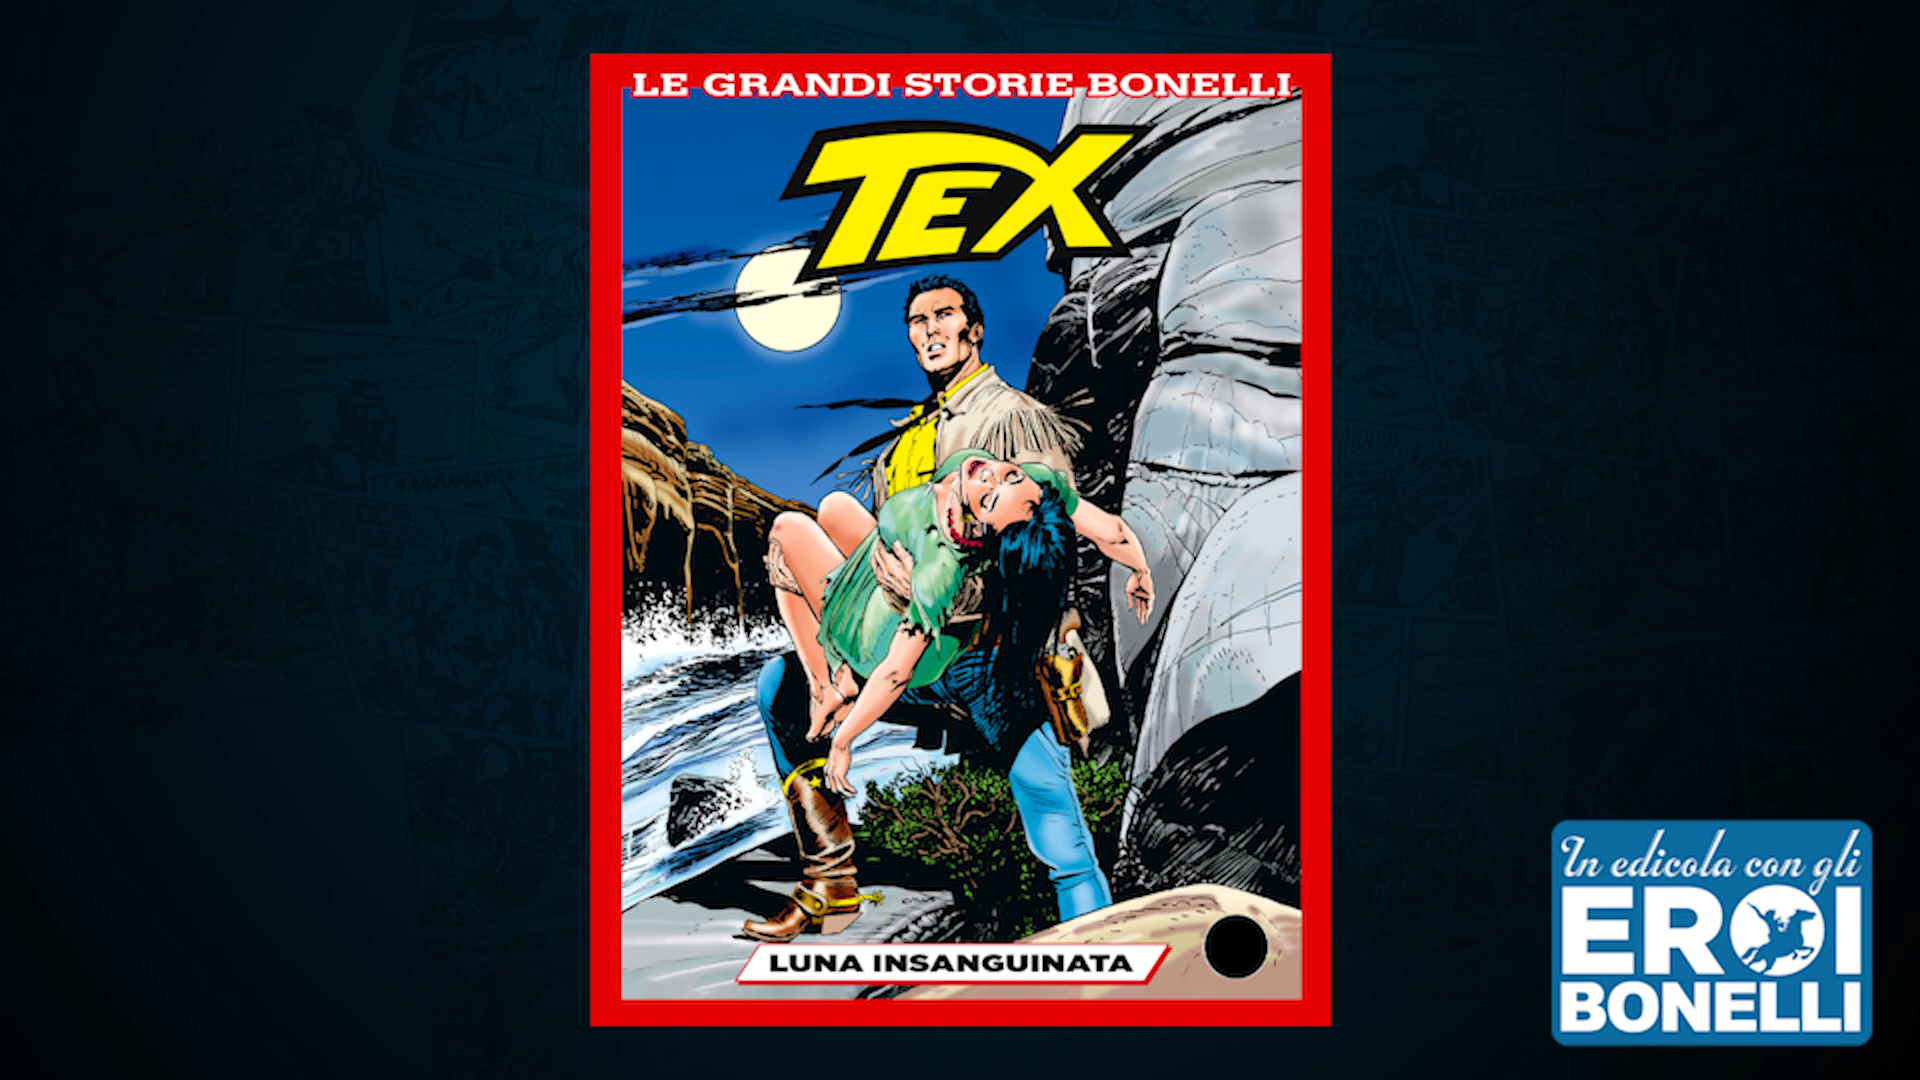 LE GRANDI STORIE BONELLI
TEX
LUNA INSANGUINATA
In edicola con gli
EROI
BONELLI